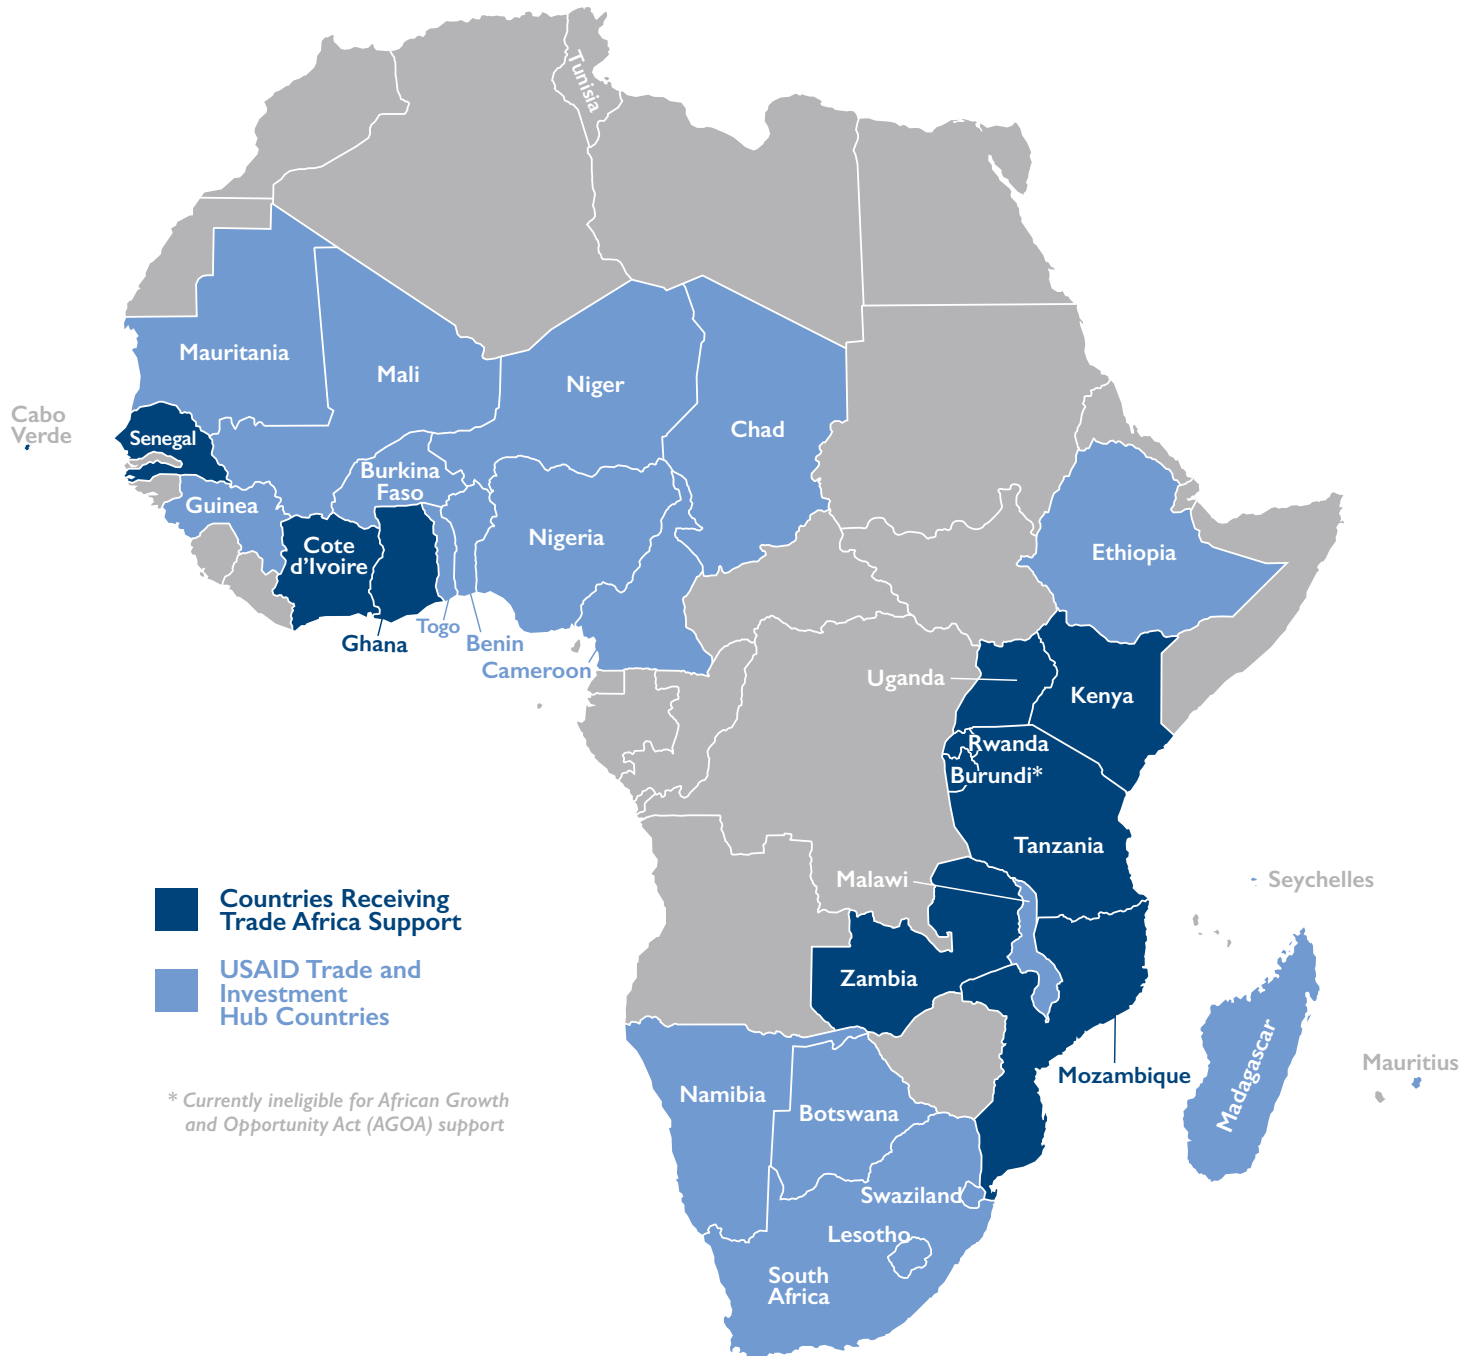 Tunisia
Mauritania
Mali
Niger
Chad
Cabo
Verde
Senegal
Burkina
Faso
Guinea
Nigeria
Cote
d’Ivoire
Ethiopia
Togo
Ghana
Benin
Cameroon
Uganda
Kenya
Rwanda
Burundi*
Tanzania
Malawi
Seychelles
Countries Receiving
Trade Africa Support
USAID Trade and
Investment
Hub Countries
Zambia
Mozambique
Madagascar
Mauritius
Namibia
Botswana
* Currently ineligible for African Growth
and Opportunity Act (AGOA) support
Swaziland
Lesotho
South
Africa